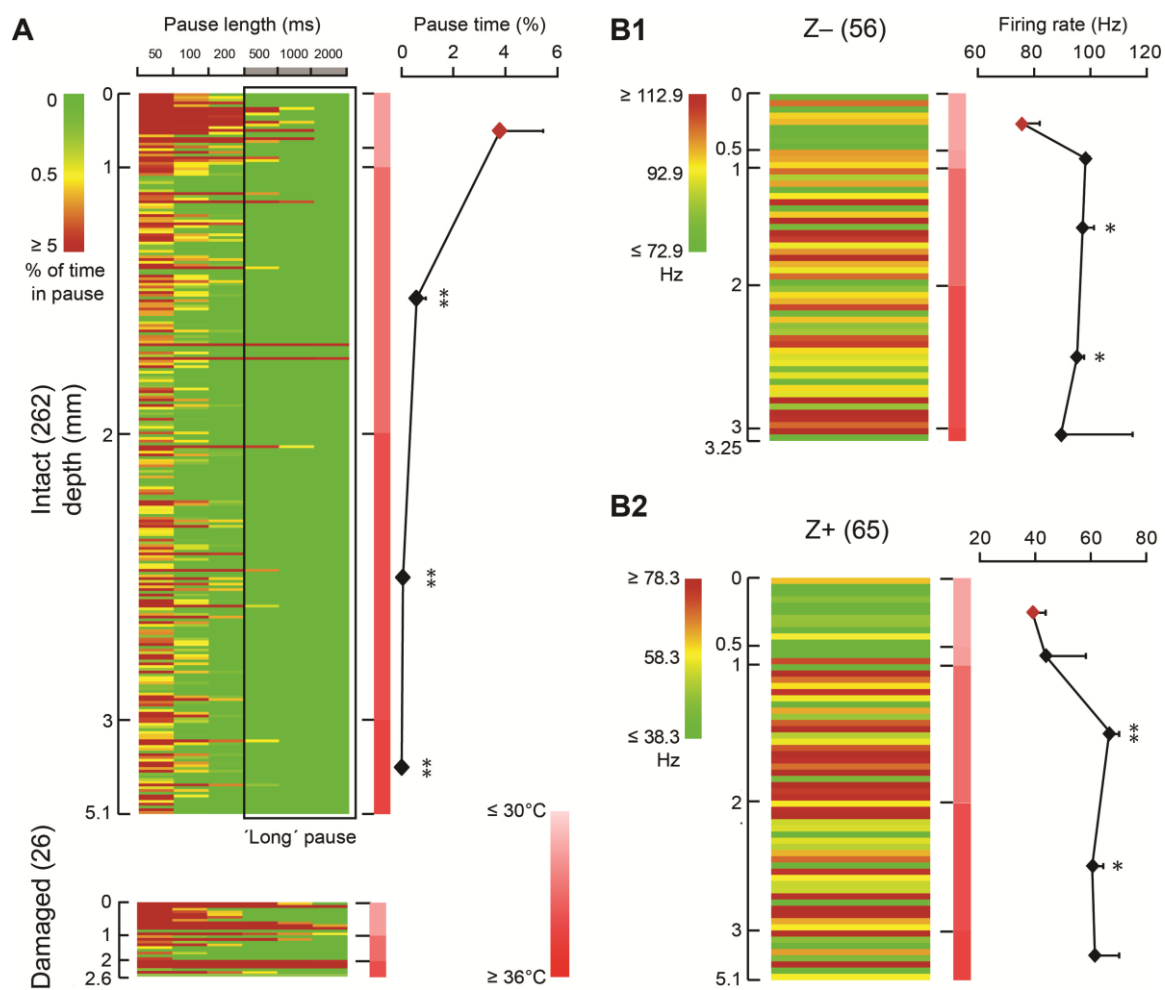 A
Pause length (ms)
50 100 200 500 1000 2000
Pause time (%)
0 2 4 6
0
0.5
≥ 5
% of time
in pause
Intact (262)
depth (mm)
0
1
2
3
5.1
**
**
**
'Long' pause
≤ 30°C
≥ 36°C
Damaged (26)
0
1
2
2.6
B1
Z– (56)
Firing rate (Hz)
60 80 100 120
≥ 112.9
92.9
≤ 72.9
Hz
0
0.5
1
2
3
3.25
*
*
B2
Z+ (65)
20 40 60 80
≥ 78.3
58.3
≤ 38.3
Hz
0
0.5
1
2
3
5.1
**
*